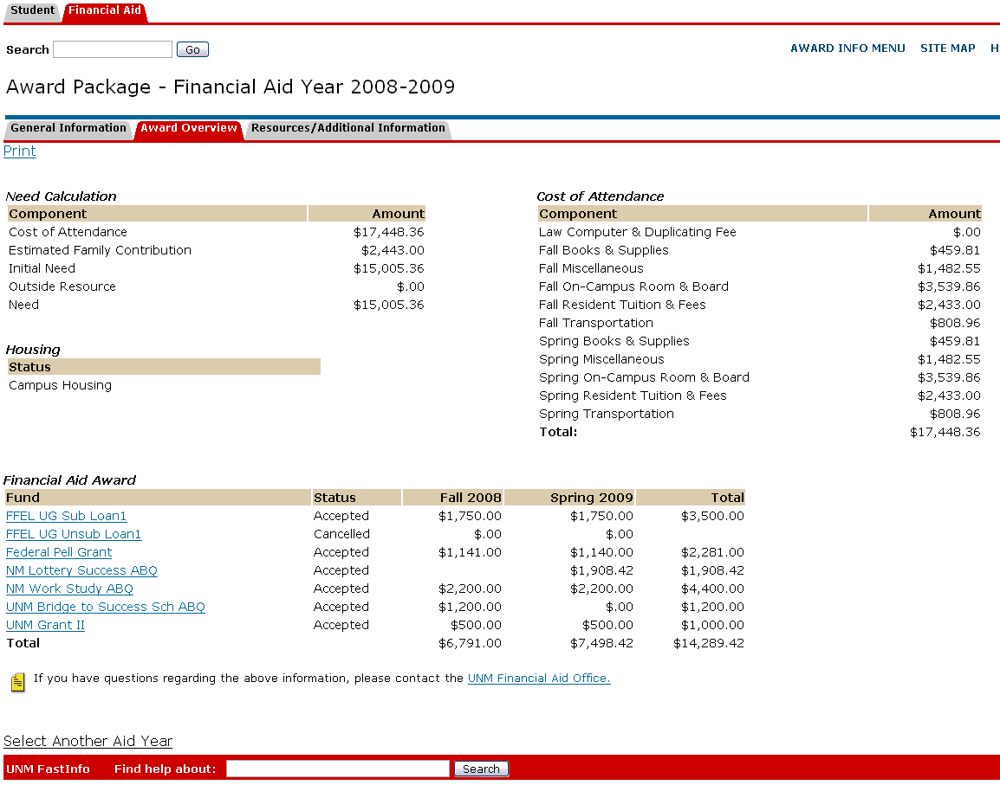 Student Financial Aid
Search Go
AWARD INFO MENU SITE MAP H
Award Package - Financial Aid Year 2008-2009
General Information Award Overview Resources/Additional Information
Print
Need Calculation
Component Amount
Cost of Attendance $17,448.36
Estimated Family Contribution $2,443.00
Initial Need $15,005.36
Outside Resource $.00
Need $15,005.36
Housing
Status
Campus Housing
Cost of Attendance
Component Amount
Law Computer & Duplicating Fee $.00
Fall Books & Supplies $459.81
Fall Miscellaneous $1,482.55
Fall On-Campus Room & Board $3,539.86
Fall Resident Tuition & Fees $2,433.00
Fall Transportation $808.96
Spring Books & Supplies $459.81
Spring Miscellaneous $1,482.55
Spring On-Campus Room & Board $3,539.86
Spring Resident Tuition & Fees $2,433.00
Spring Transportation $808.96
Total: $17,448.36
Financial Aid Award
Fund Status Fall 2008 Spring 2009 Total
FFEL UG Sub Loan1 Accepted $1,750.00 $1,750.00 $3,500.00
FFEL UG Unsub Loan1 Cancelled $.00 $.00
Federal Pell Grant Accepted $1,141.00 $1,140.00 $2,281.00
NM Lottery Success ABQ Accepted $1,908.42 $1,908.42
NM Work Study ABQ Accepted $2,200.00 $2,200.00 $4,400.00
UNM Bridge to Success Sch ABQ Accepted $1,200.00 $.00 $1,200.00
UNM Grant II Accepted $500.00 $500.00 $1,000.00
Total $6,791.00 $7,498.42 $14,289.42
If you have questions regarding the above information, please contact the UNM Financial Aid Office.
Select Another Aid Year
UNM FastInfo Find help about: Search